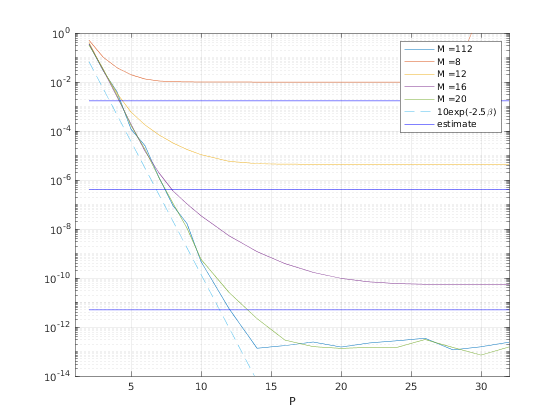 10^0
10^-2
10^-4
10^-6
10^-8
10^-10
10^-12
10^-14
M =112
M =8
M =12
M =16
M =20
10exp(-2.5β)
estimate
5 10 15 20 25 30
P